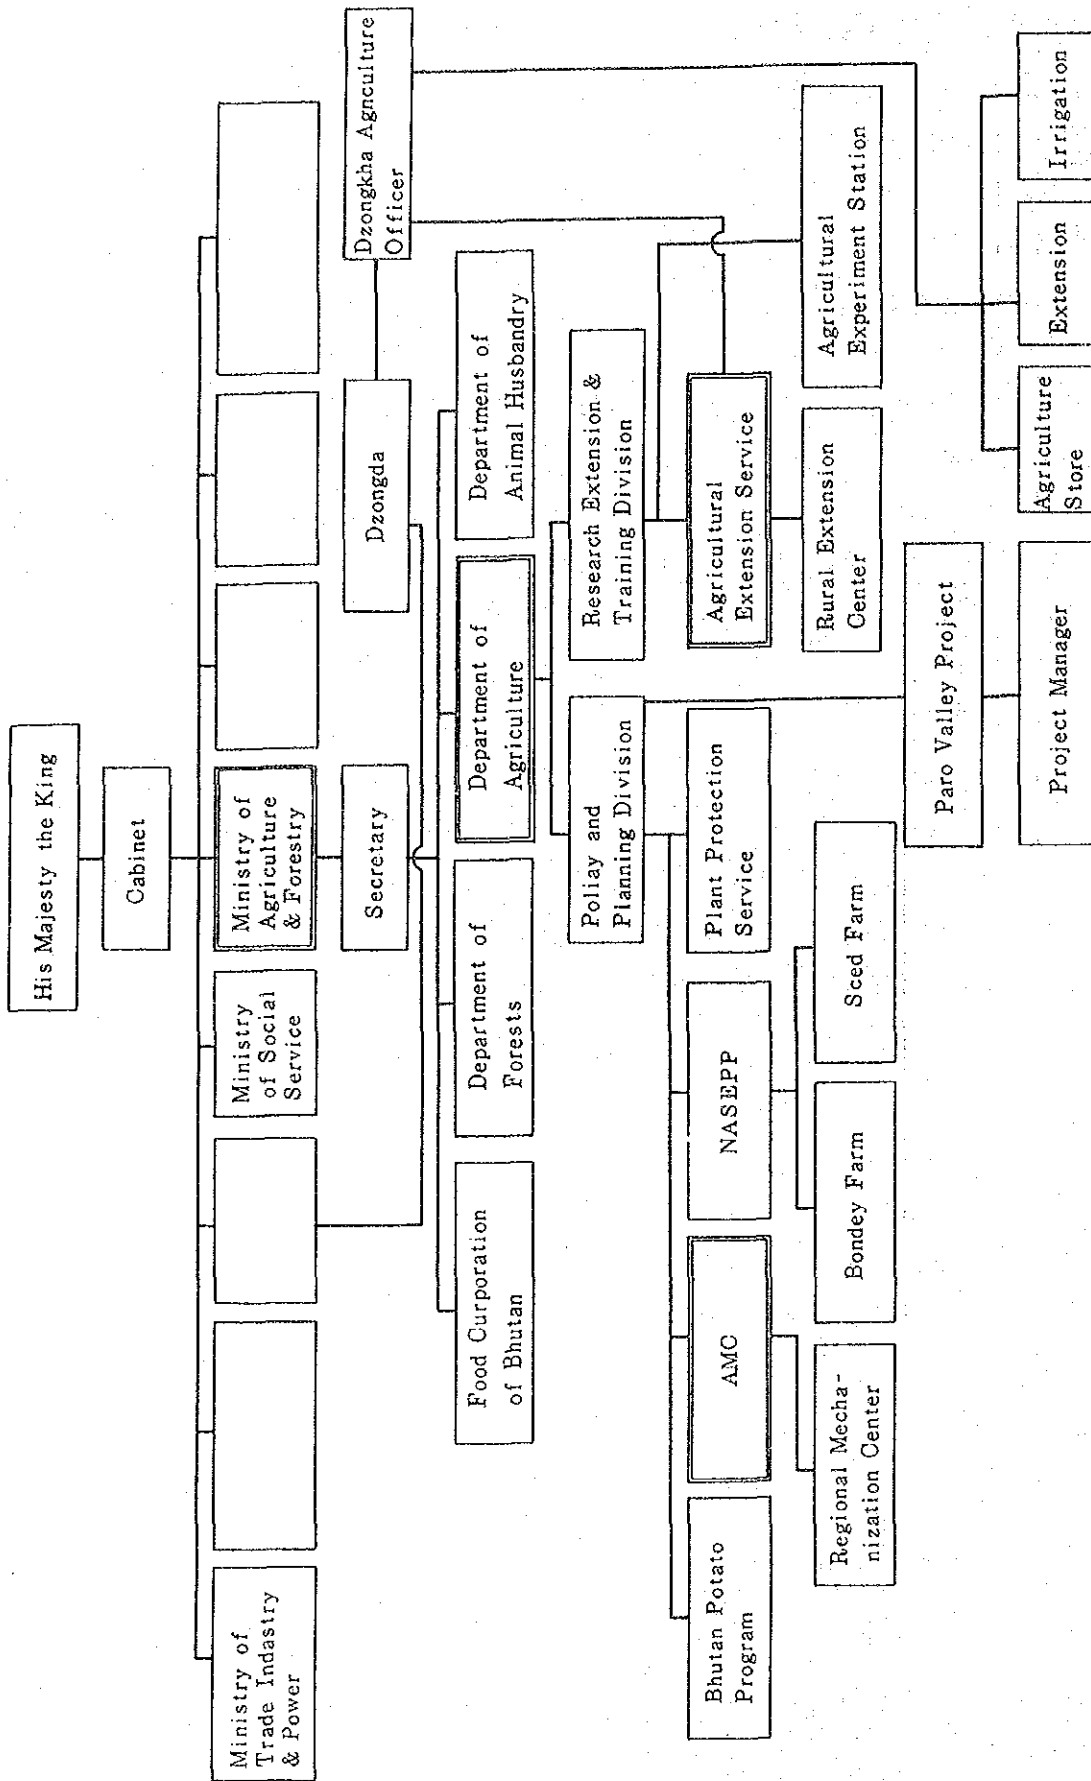 His Majesty the King
Cabinet
Ministry of
Trade Indastry
& Power
Ministry
of Social
Service
Ministry of
Agriculture
& Forestry
Secretary
Dzongda
Dzongkha Agnculture
Officer
Food Curporation
of Bhutan
Department of
Forests
Department of
Agriculture
Department of
Animal Husbandry
Poliay and
Planning Division
Research Extension &
Training Division
Bhutan Potato
Program
AMC
NASEPP
Plant Protection
Service
Agricultural
Extension Service
Regional Mecha-
nization Center
Bondey Farm
Sced Farm
Rural Extension
Center
Agricultural
Experiment Station
Paro Valley Project
Project Manager
Agriculture
Store
Extension
Irrigation